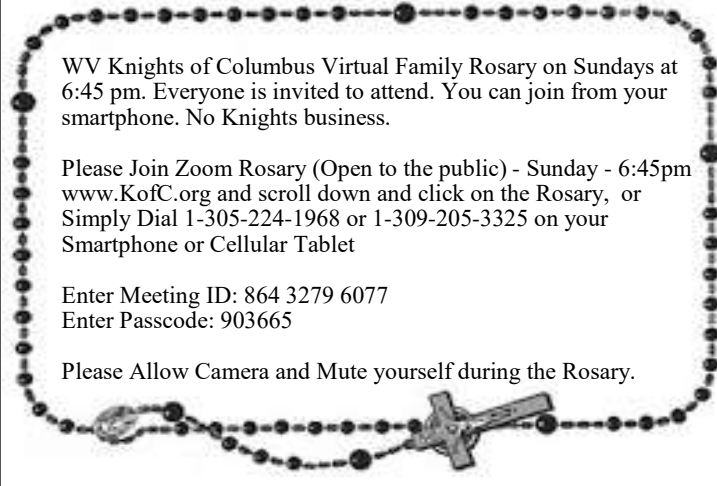 WV Knights of Columbus Virtual Family Rosary on Sundays at
6:45 pm. Everyone is invited to attend. You can join from your
smartphone. No Knights business.
Please Join Zoom Rosary (Open to the public) - Sunday - 6:45pm
www.KofC.org and scroll down and click on the Rosary, or
Simply Dial 1-305-224-1968 or 1-309-205-3325 on your
Smartphone or Cellular Tablet
Enter Meeting ID: 864 3279 6077
Enter Passcode: 903665
Please Allow Camera and Mute yourself during the Rosary.